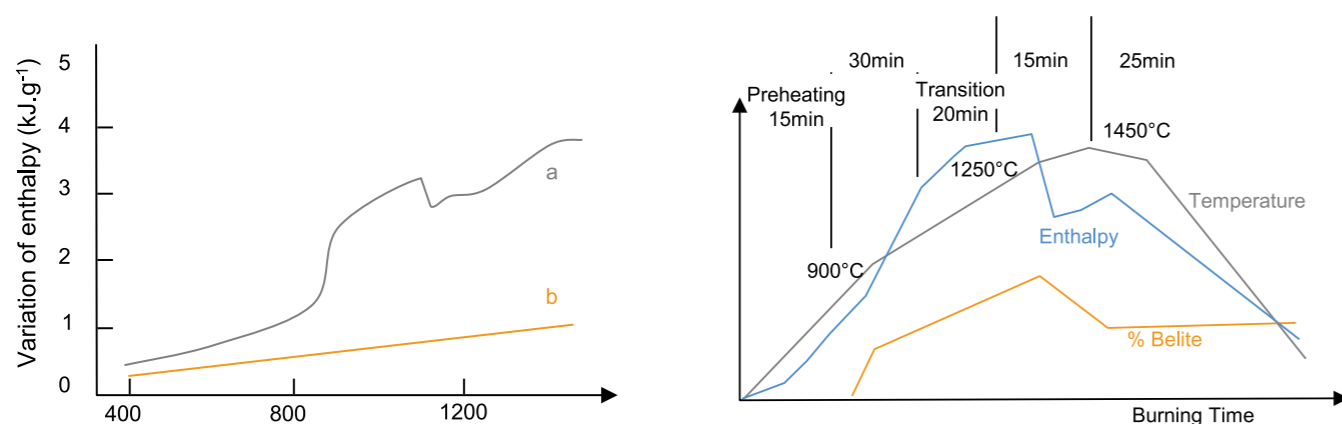 Variation of enthalpy (kJ.g⁻¹)
5
4
3
2
1
0
400
800
1200
a
b
30min
15min
25min
Preheating
15min
Transition
20min
1450°C
1250°C
900°C
Temperature
Enthalpy
% Belite
Burning Time